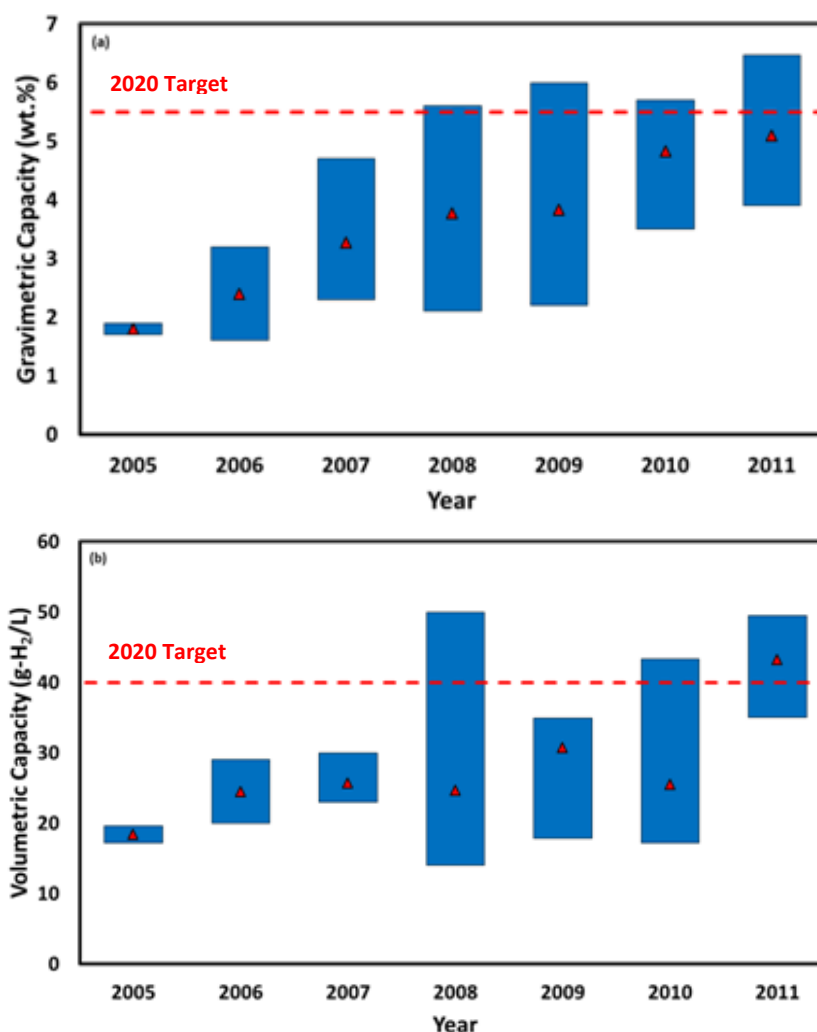 (a)
7
6
5
4
3
2
1
0
2020 Target
Gravimetric Capacity (wt.%)
2005 2006 2007 2008 2009 2010 2011
Year
(b)
60
50
40
30
20
10
0
2020 Target
Volumetric Capacity (g-H₂/L)
2005 2006 2007 2008 2009 2010 2011
Year